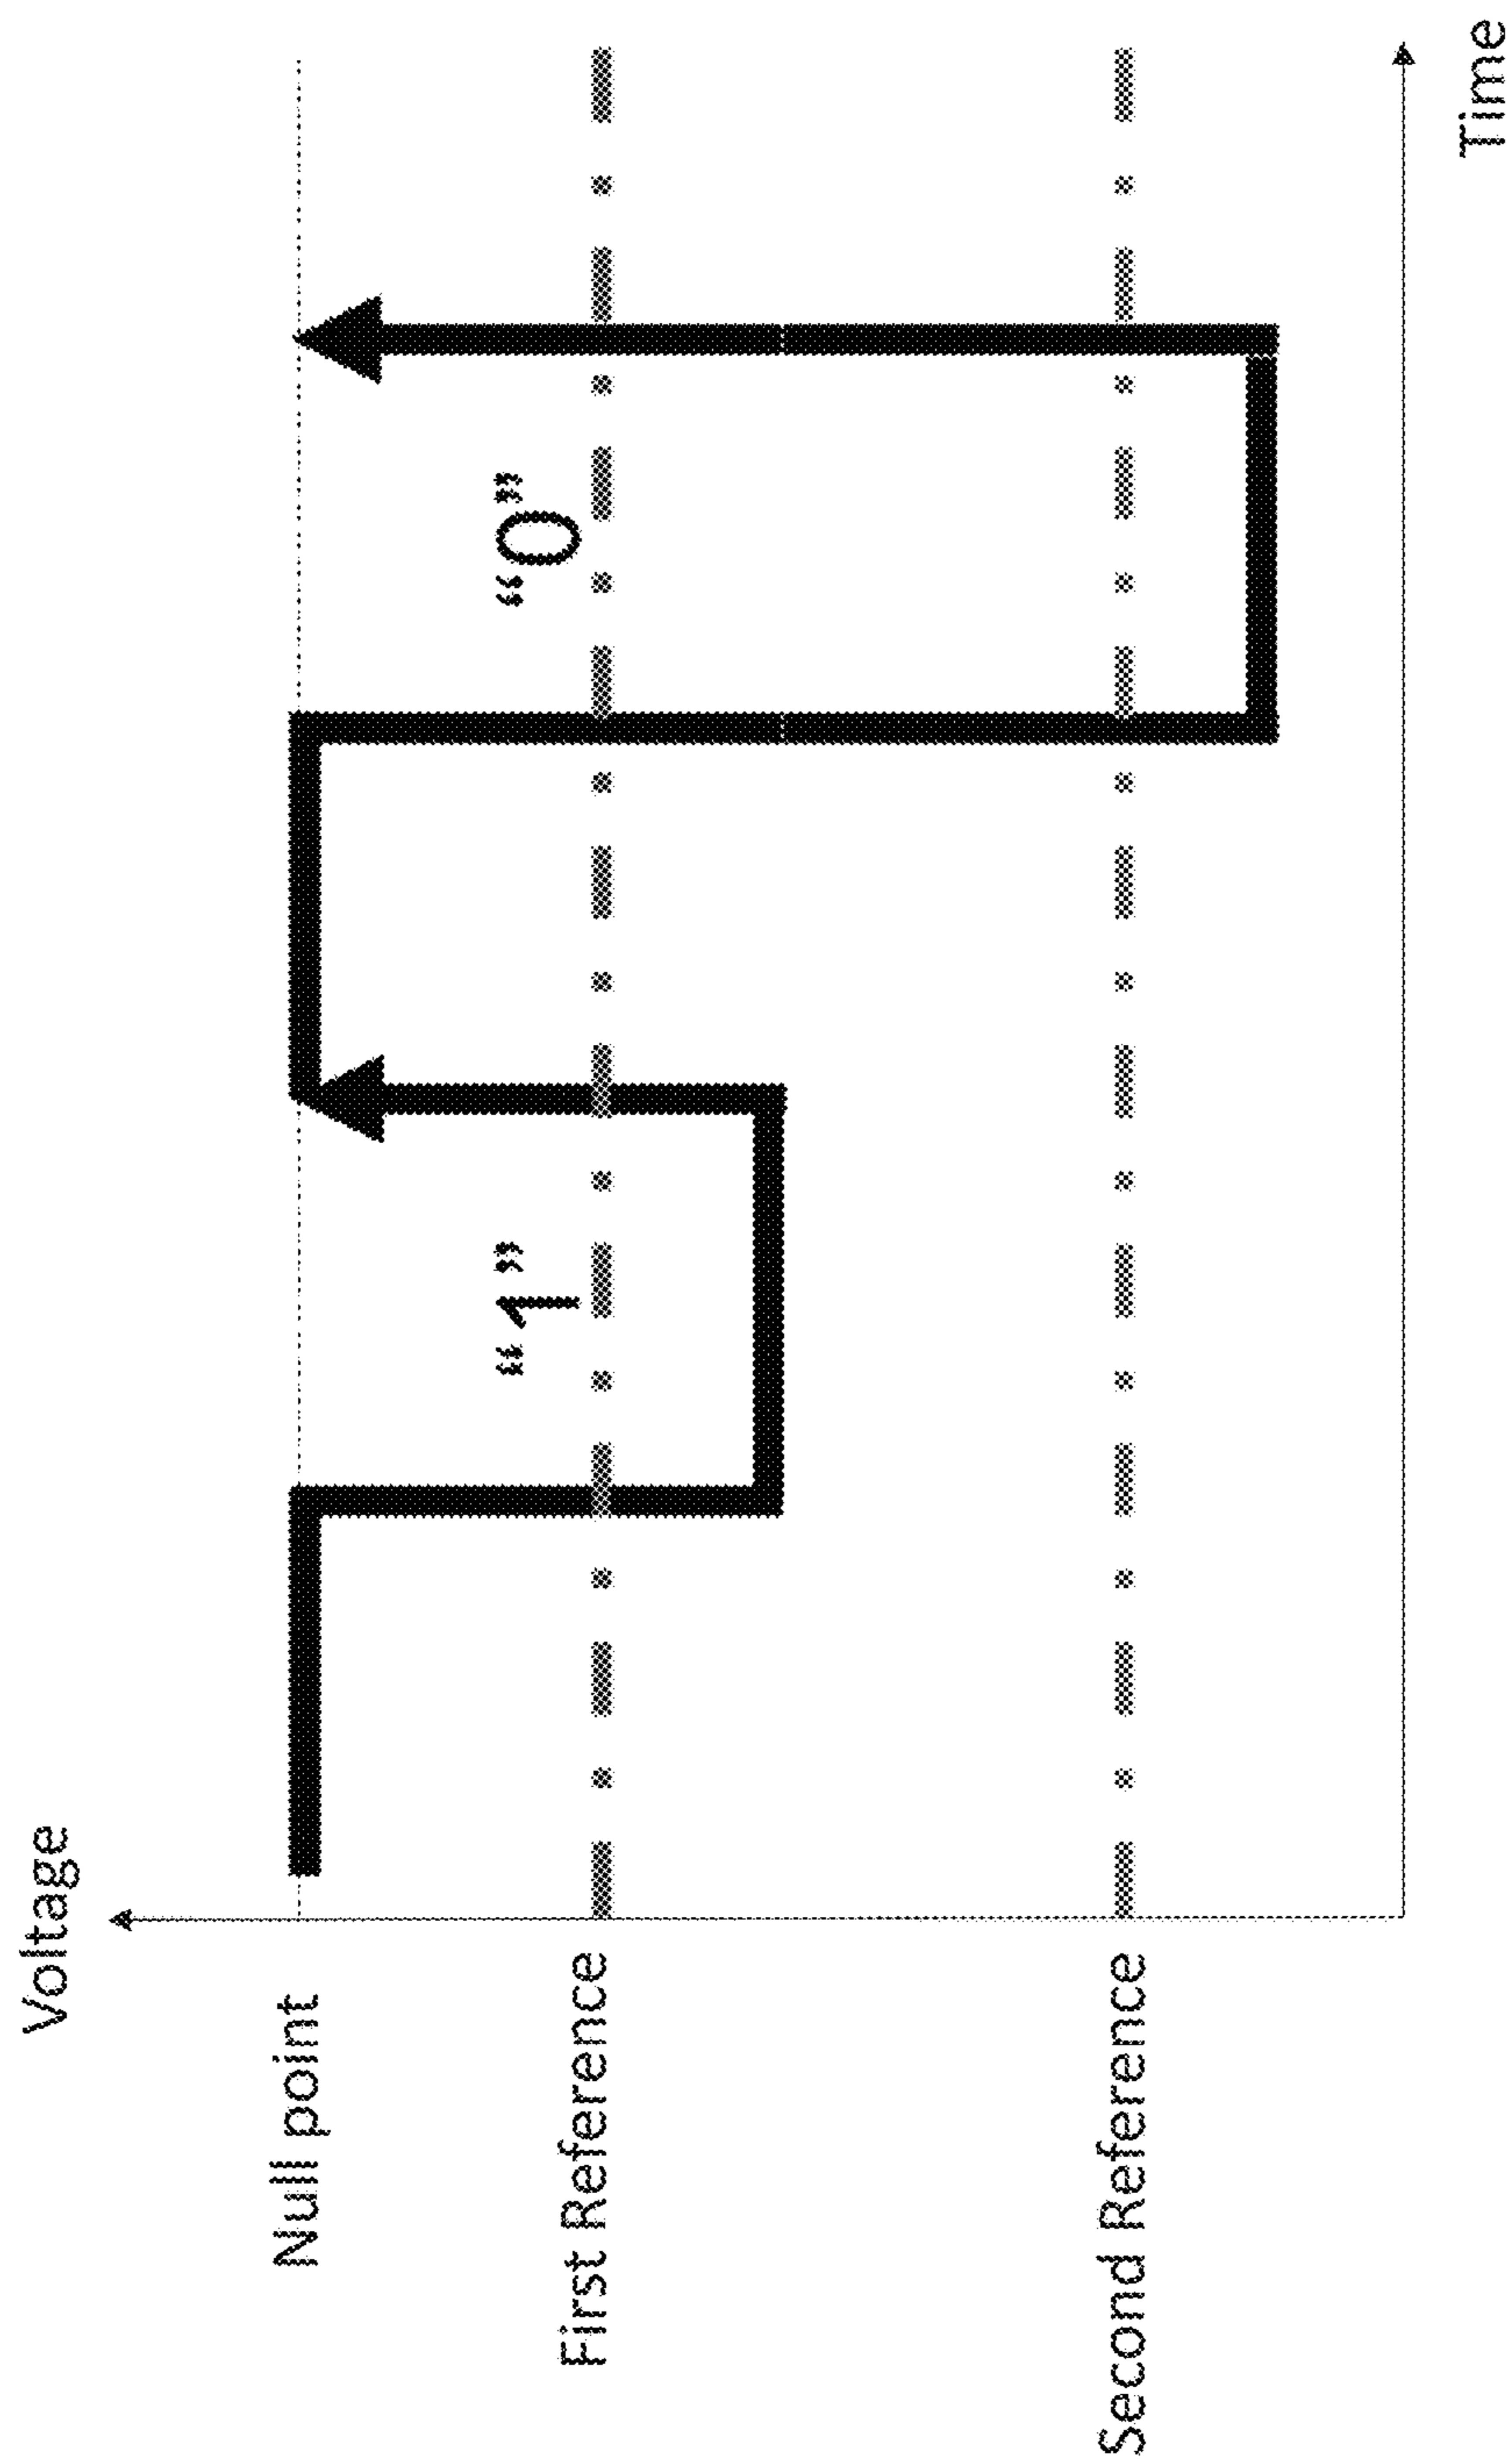 Voltage
Null point
First Reference
Second Reference
“1”
“0”
Time